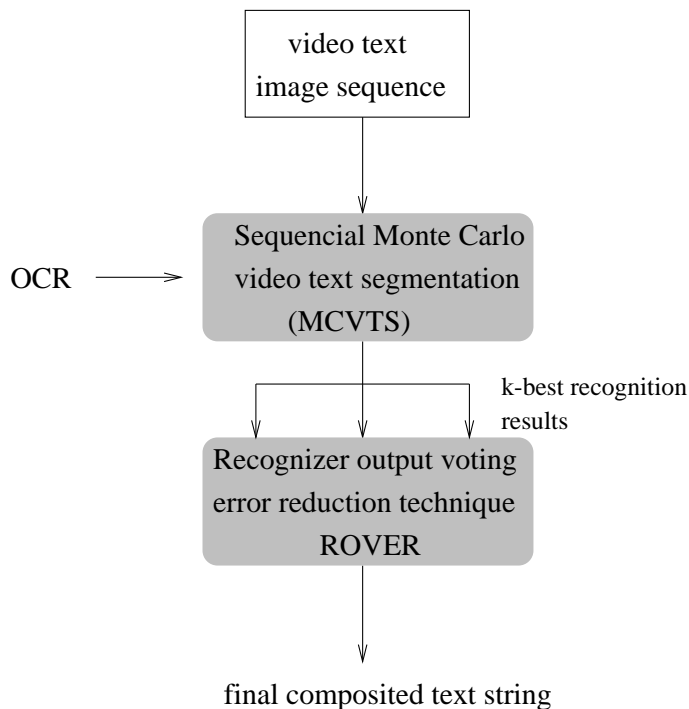 video text
image sequence
Sequencial Monte Carlo
OCR
video text segmentation
(MCVTS)
k-best recognition
results
Recognizer output voting
error reduction technique
ROVER
final composited text string